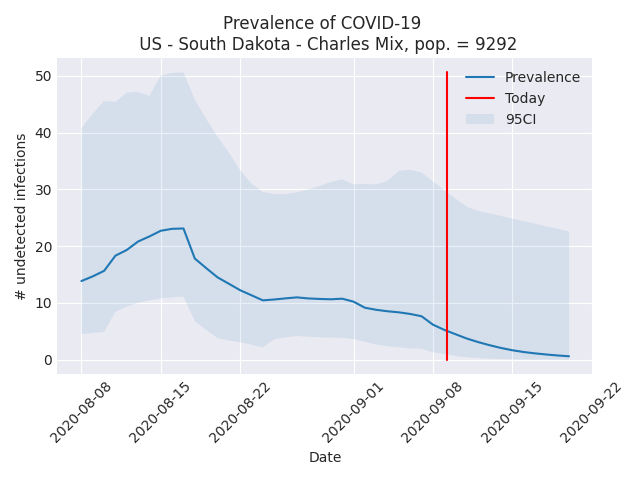 Prevalence of COVID-19
US - South Dakota - Charles Mix, pop. = 9292
Prevalence
Today
95CI
# undetected infections
50
40
30
20
10
0
2020-08-08
2020-08-15
2020-08-22
2020-09-01
2020-09-08
2020-09-15
2020-09-22
Date